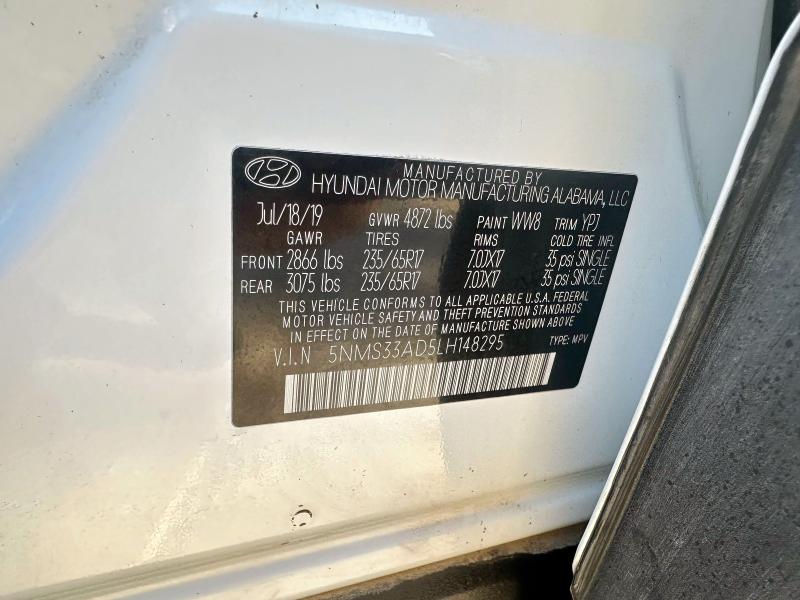 MANUFACTURED BY
HYUNDAI MOTOR MANUFACTURING ALABAMA, LLC
Jul/18/19 GVWR 4872 lbs PAINT WW8 TRIM YPJ
GAWR TIRES RIMS COLD TIRE INFL
FRONT 2866 lbs 235/65R17 7.0JX17 35 psi SINGLE
REAR 3075 lbs 235/65R17 7.0JX17 35 psi SINGLE
THIS VEHICLE CONFORMS TO ALL APPLICABLE U.S.A. FEDERAL
MOTOR VEHICLE SAFETY AND THEFT PREVENTION STANDARDS
IN EFFECT ON THE DATE OF MANUFACTURE SHOWN ABOVE.
V.I.N 5NMS33AD5LH148295 TYPE: MPV